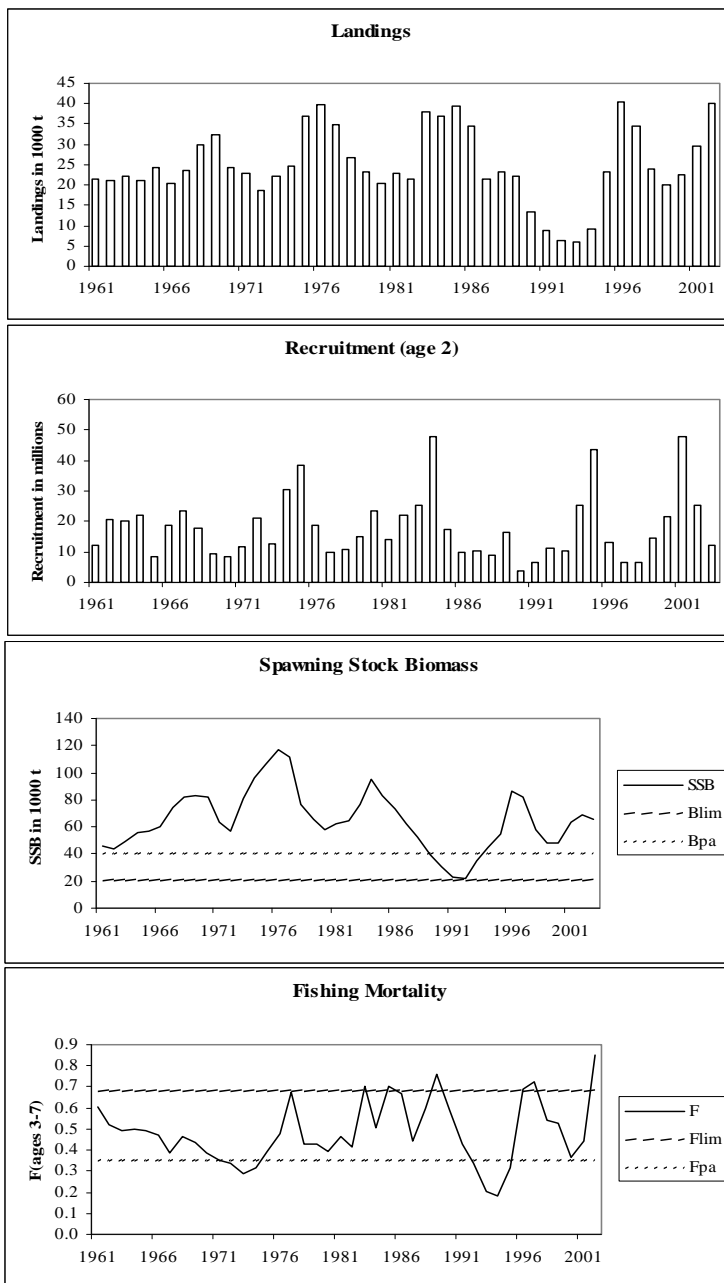 Landings
Landings in 1000 t
45
40
35
30
25
20
15
10
5
0
1961 1966 1971 1976 1981 1986 1991 1996 2001
Recruitment (age 2)
Recruitment in millions
60
50
40
30
20
10
0
1961 1966 1971 1976 1981 1986 1991 1996 2001
Spawning Stock Biomass
SSB in 1000 t
140
120
100
80
60
40
20
0
1961 1966 1971 1976 1981 1986 1991 1996 2001
SSB
Blim
Bpa
Fishing Mortality
F(ages 3-7)
0.9
0.8
0.7
0.6
0.5
0.4
0.3
0.2
0.1
0.0
1961 1966 1971 1976 1981 1986 1991 1996 2001
F
Flim
Fpa